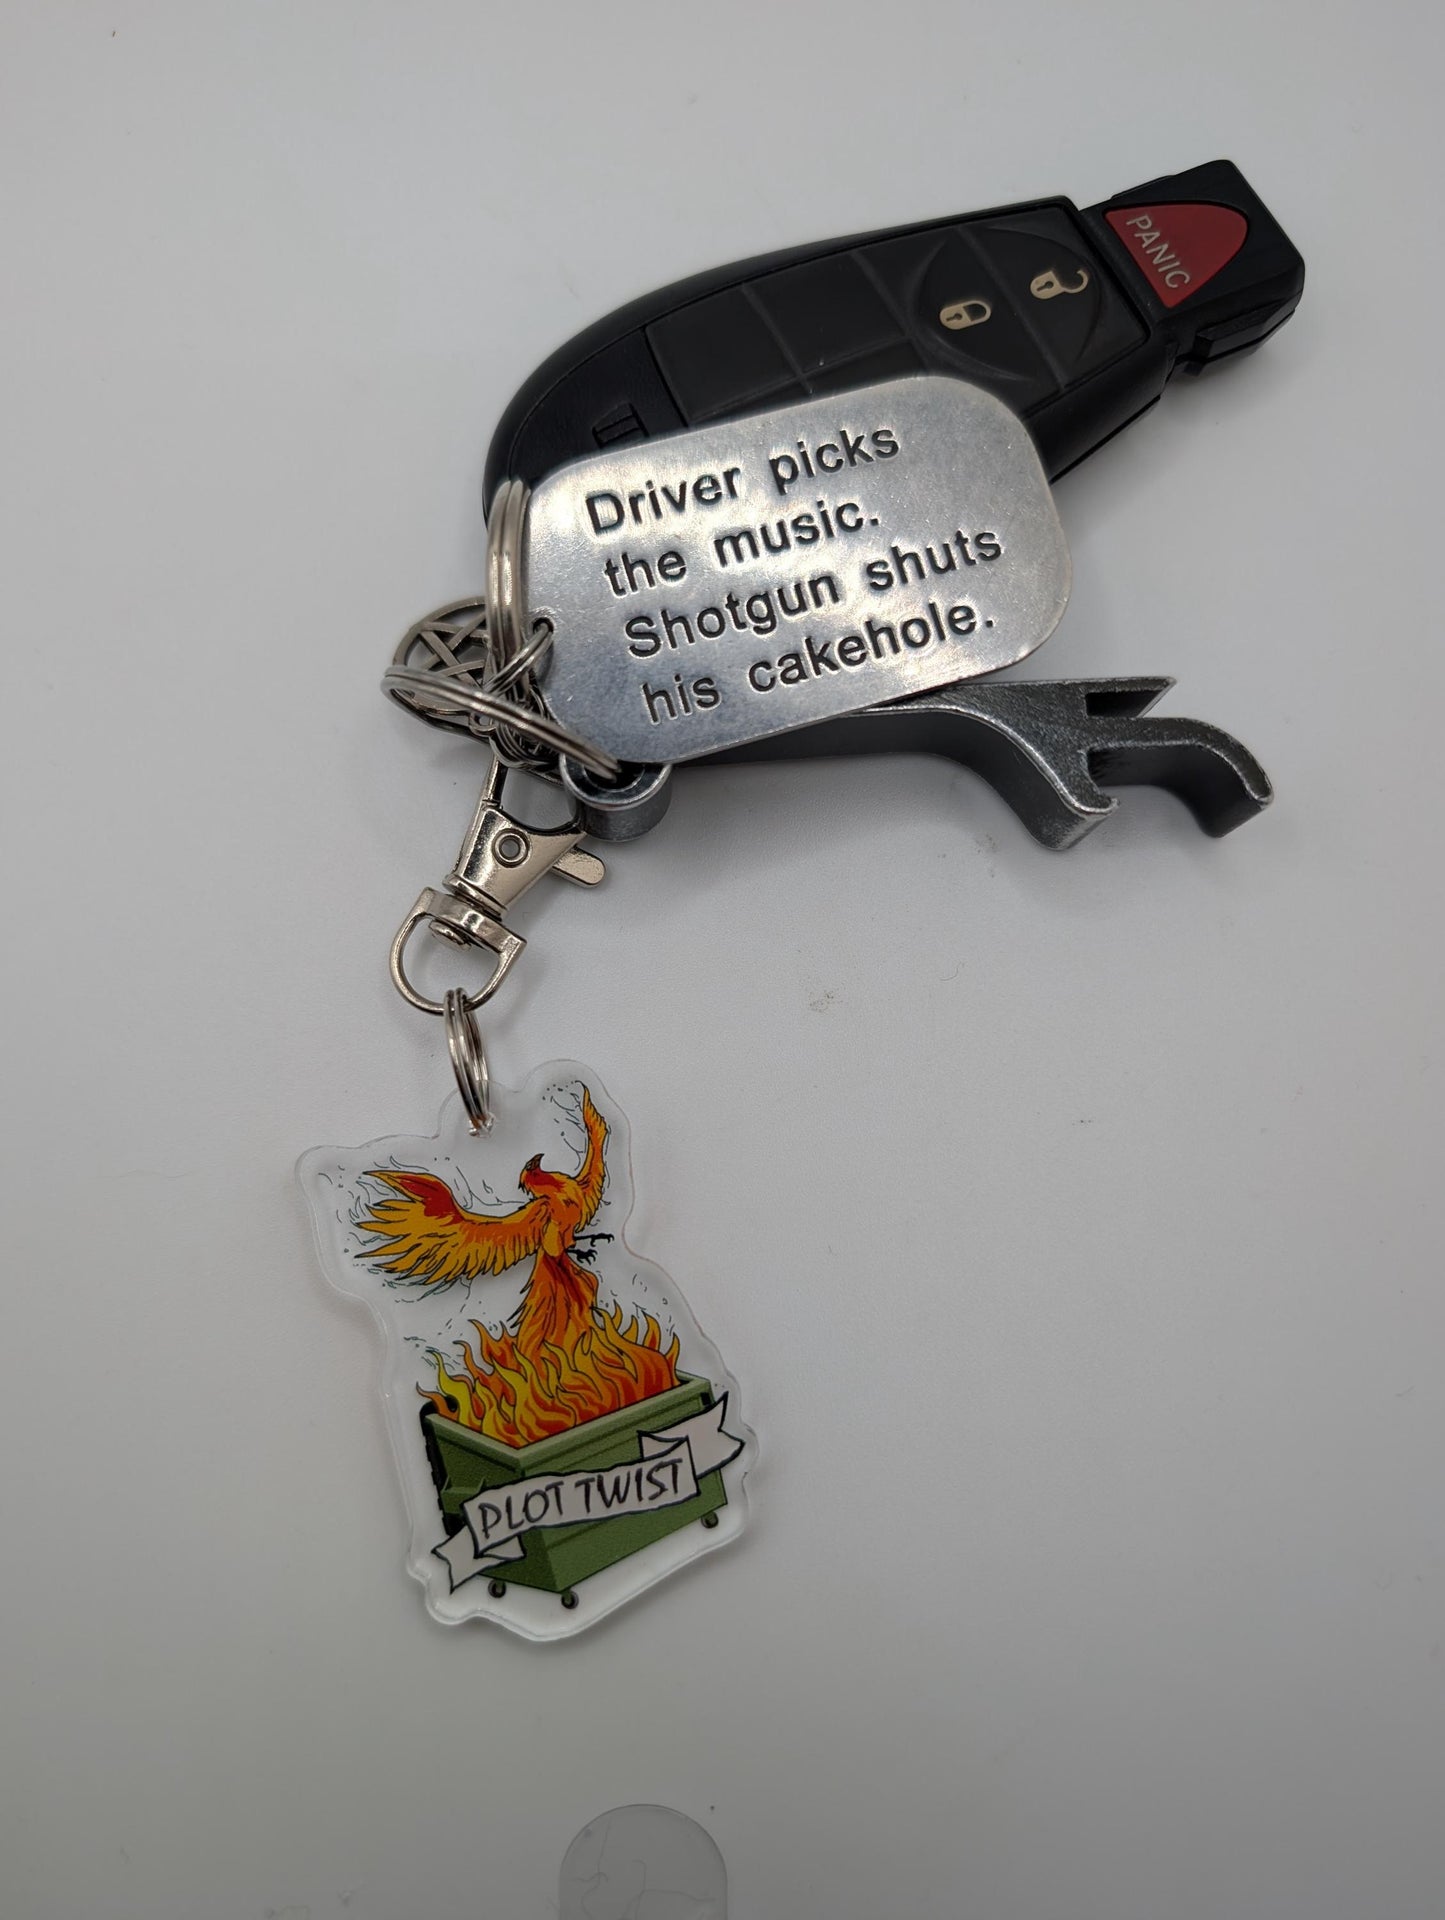 PANIC
Driver picks
the music.
Shotgun shuts
his cakehole.
PLOT TWIST